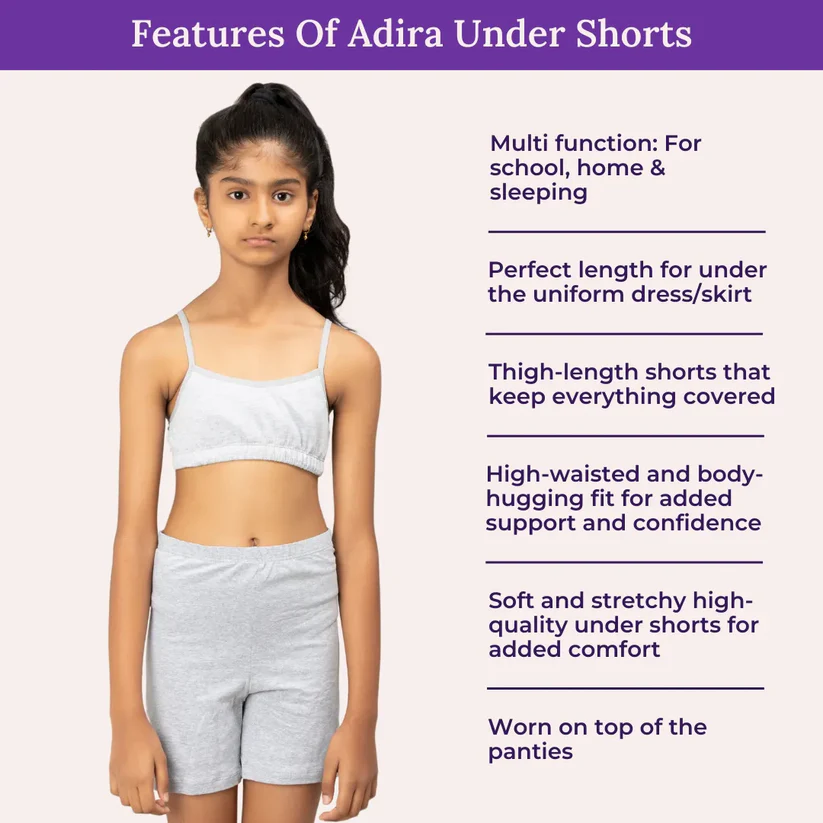 Features Of Adira Under Shorts
Multi function: For
school, home &
sleeping
Perfect length for under
the uniform dress/skirt
Thigh-length shorts that
keep everything covered
High-waisted and body-
hugging fit for added
support and confidence
Soft and stretchy high-
quality under shorts for
added comfort
Worn on top of the
panties